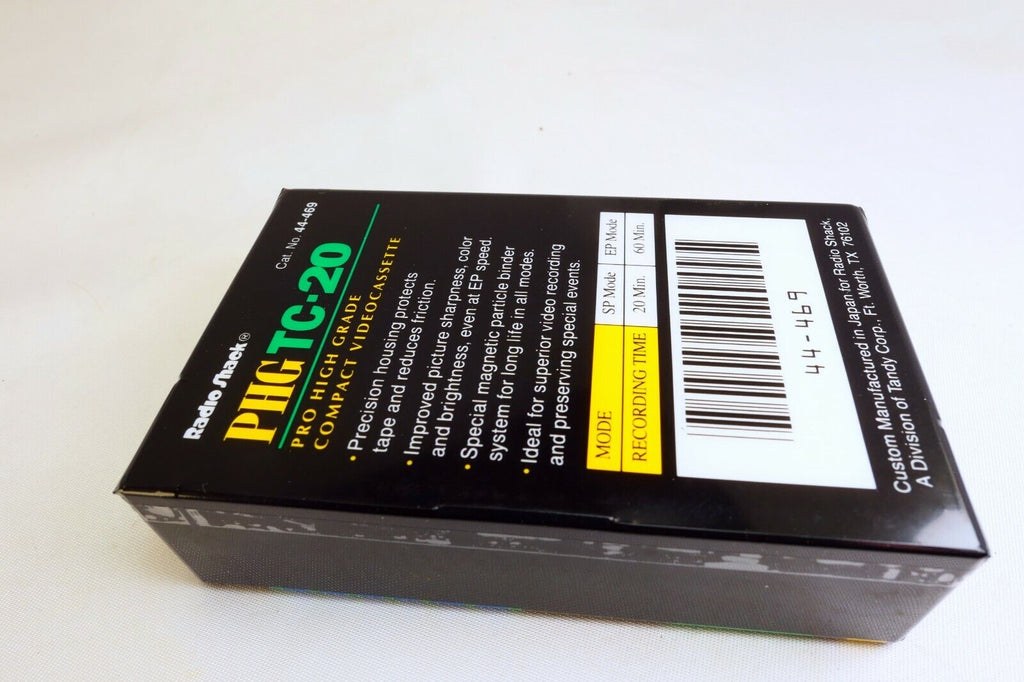 Cat. No. 44-469
Radio Shack®
PHG TC-20
PRO HIGH GRADE
COMPACT VIDEOCASSETTE
• Precision housing protects
tape and reduces friction.
• Improved picture sharpness, color
and brightness, even at EP speed.
• Special magnetic particle binder
system for long life in all modes.
• Ideal for superior video recording
and preserving special events.
MODE SP Mode EP Mode
RECORDING TIME 20 Min. 60 Min.
44-469
Custom Manufactured in Japan for Radio Shack,
A Division of Tandy Corp., Ft. Worth, TX 76102